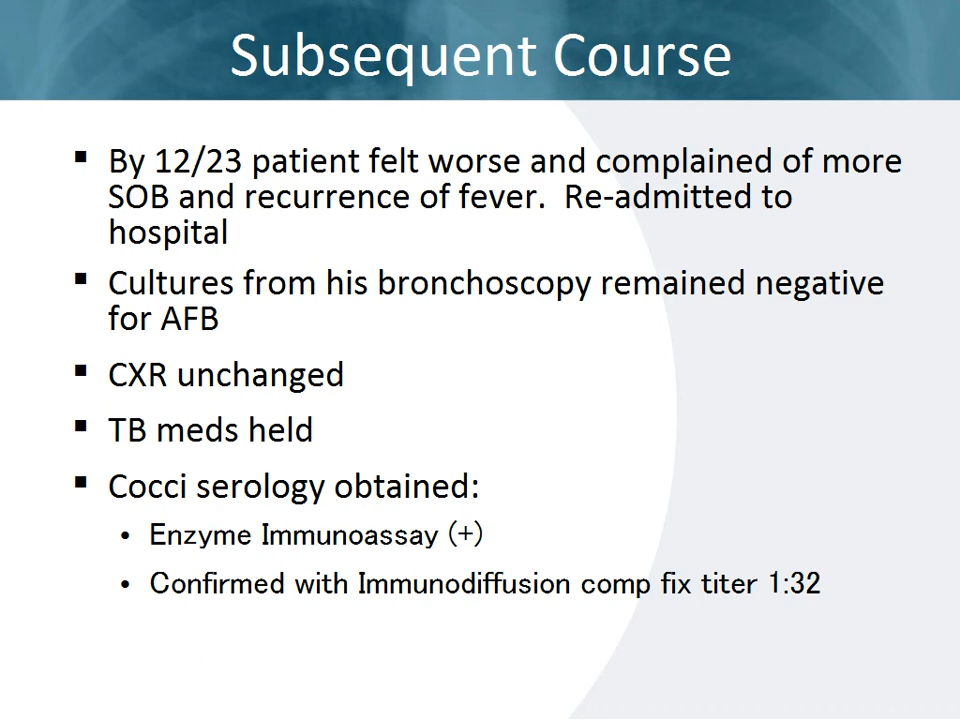 Subsequent Course
▪ By 12/23 patient felt worse and complained of more
SOB and recurrence of fever.  Re-admitted to
hospital
▪ Cultures from his bronchoscopy remained negative
for AFB
▪ CXR unchanged
▪ TB meds held
▪ Cocci serology obtained:
• Enzyme Immunoassay (+)
• Confirmed with Immunodiffusion comp fix titer 1:32